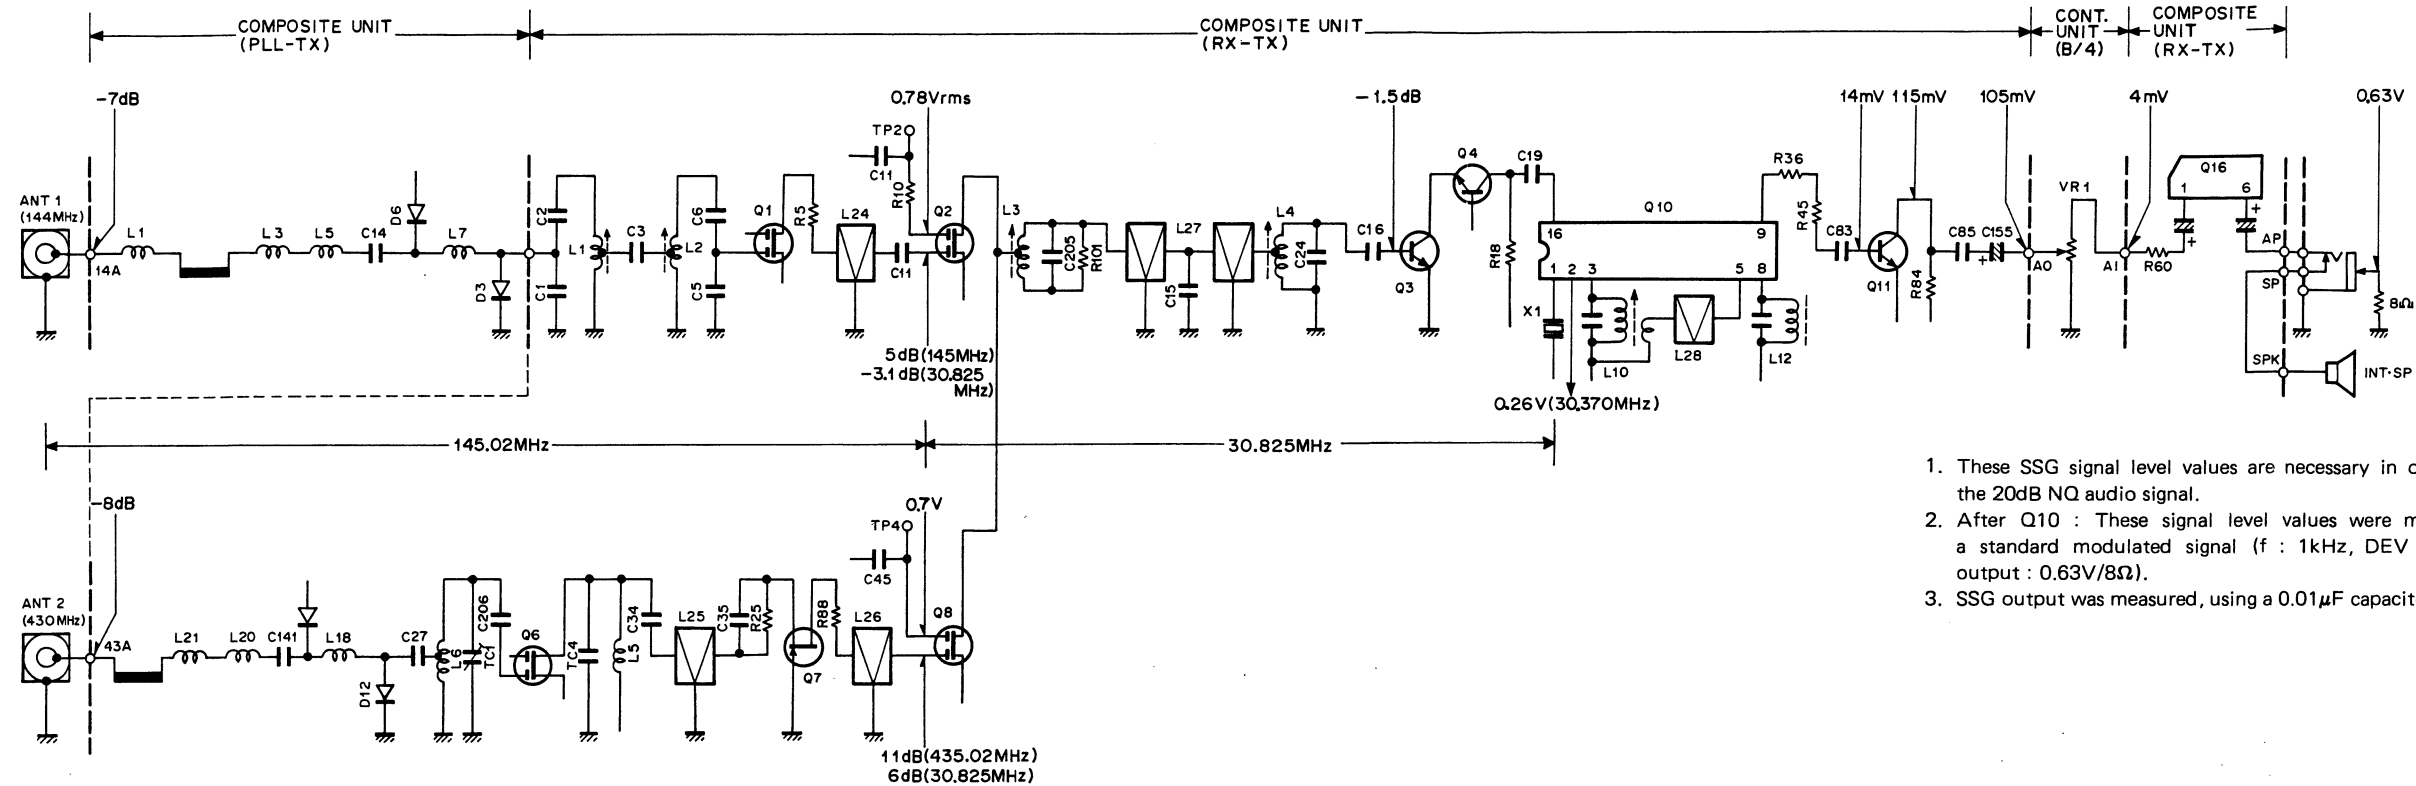 COMPOSITE UNIT
(PLL-TX)
COMPOSITE UNIT
(RX-TX)
CONT.
UNIT
(B/4)
COMPOSITE
UNIT
(RX-TX)
-7dB
0.78Vrms
-1.5dB
14mV
115mV
105mV
4mV
0.63V
ANT 1
(144MHz)
14A
L1
L3
L5
C14
D6
L7
D3
C2
C1
L1
C3
L2
C6
C5
Q1
R5
L24
TP2
C11
R10
C11
Q2
L3
C205
R101
C15
L27
L4
C24
C16
Q3
Q4
R18
C19
Q10
16
9
1
2
3
5
8
X1
L10
L28
L12
R36
R45
C83
Q11
R84
C85
C155
+
AO
VR1
AI
R60
+
Q16
1
6
+
AP
SP
SPK
8Ω
INT·SP
5dB(145MHz)
-3.1dB(30.825
MHz)
0.26V(30.370MHz)
145.02MHz
30.825MHz
-8dB
0.7V
ANT 2
(430MHz)
43A
L21
L20
C141
L18
D12
C27
L6
TC1
C206
Q6
TC4
L5
C34
L25
C35
R25
Q7
R88
L26
TP4
C45
Q8
11dB(435.02MHz)
6dB(30.825MHz)
1. These SSG signal level values are necessary in
the 20dB NQ audio signal.
2. After Q10 : These signal level values were
a standard modulated signal (f : 1kHz, DEV
output : 0.63V/8Ω).
3. SSG output was measured, using a 0.01µF